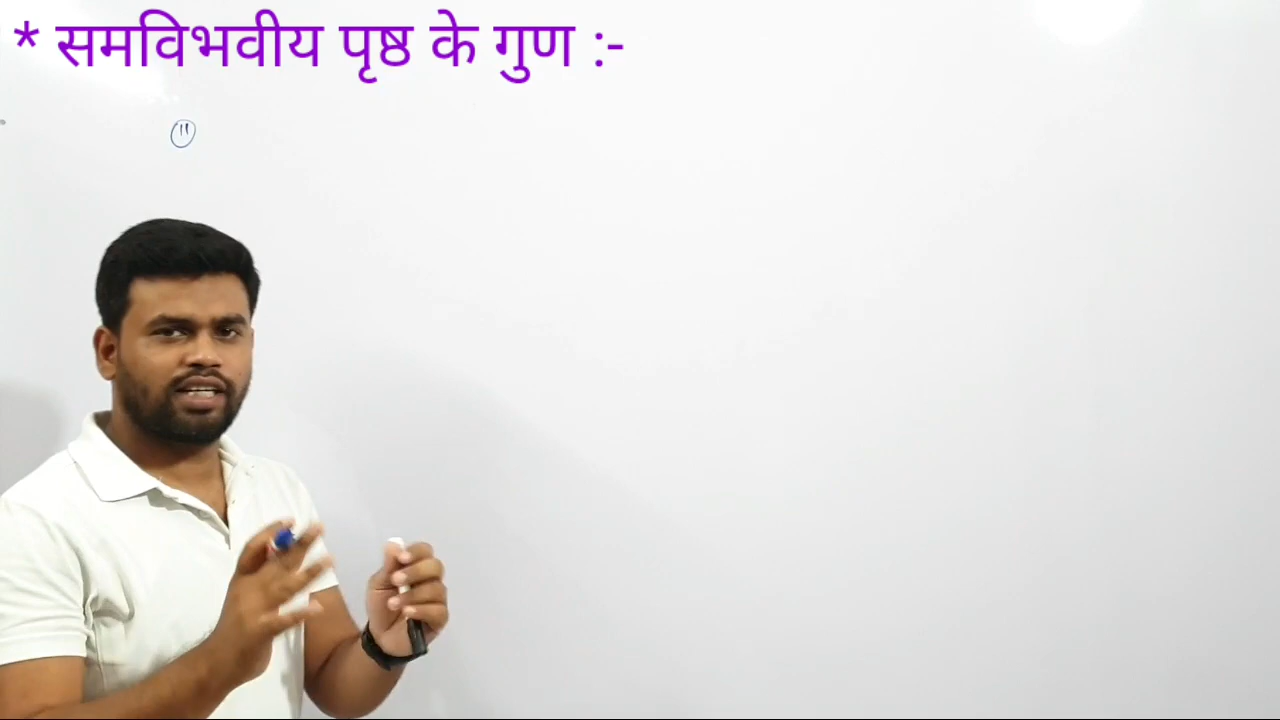 * समविभवीय पृष्ठ के गुण :-